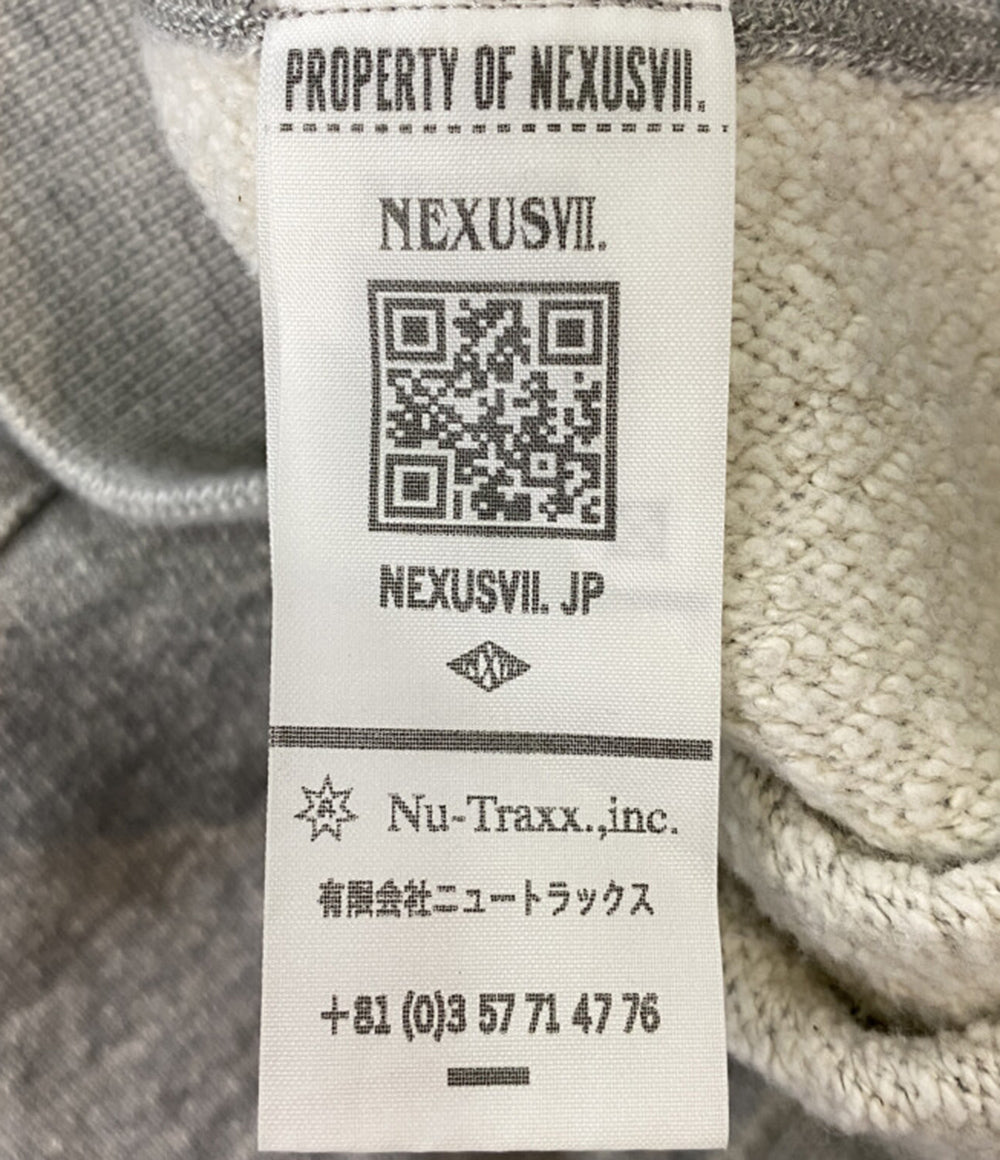 PROPERTY OF NEXUSVII.
NEXUSVII.
NEXUSVII. JP
Nu-Traxx.,inc.
有限会社ニュートラックス
+81 (0)3 57 71 47 76